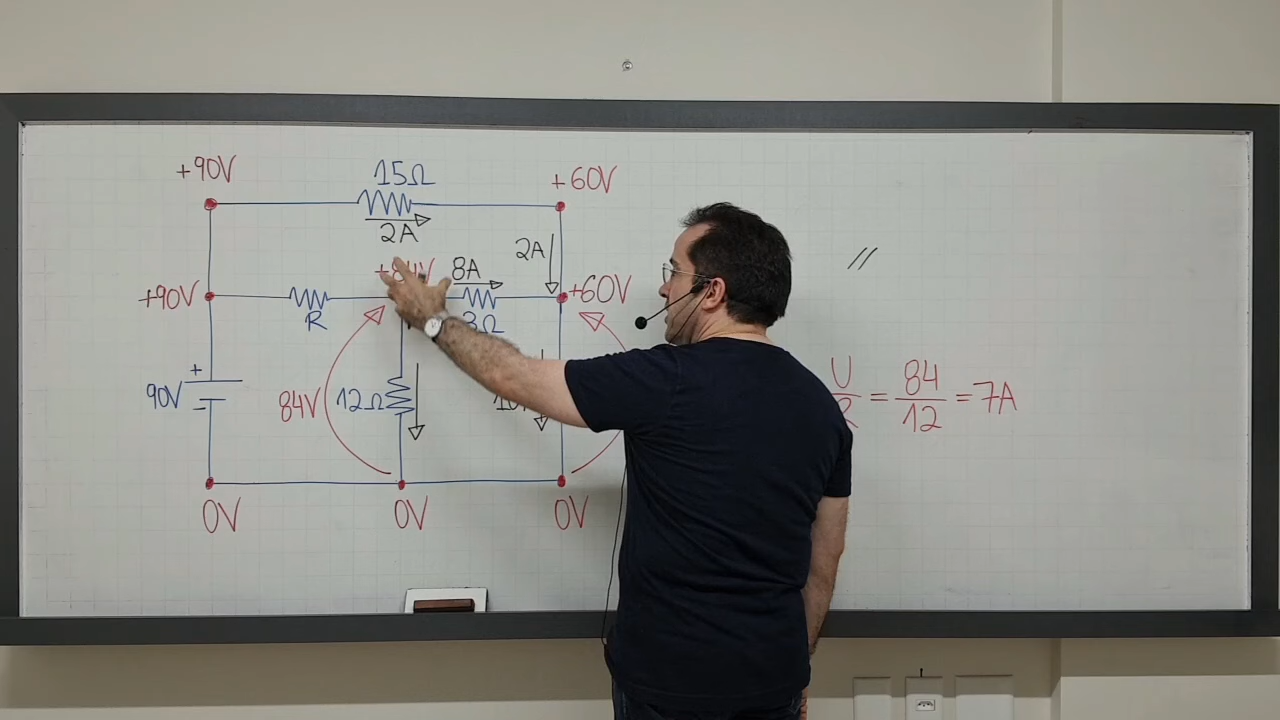 +90V
15Ω
+60V
2A
2A
8A
+90V
R
3Ω
+60V
+
90V
-
84V
12Ω
U
= 84/12 = 7A
0V
0V
0V